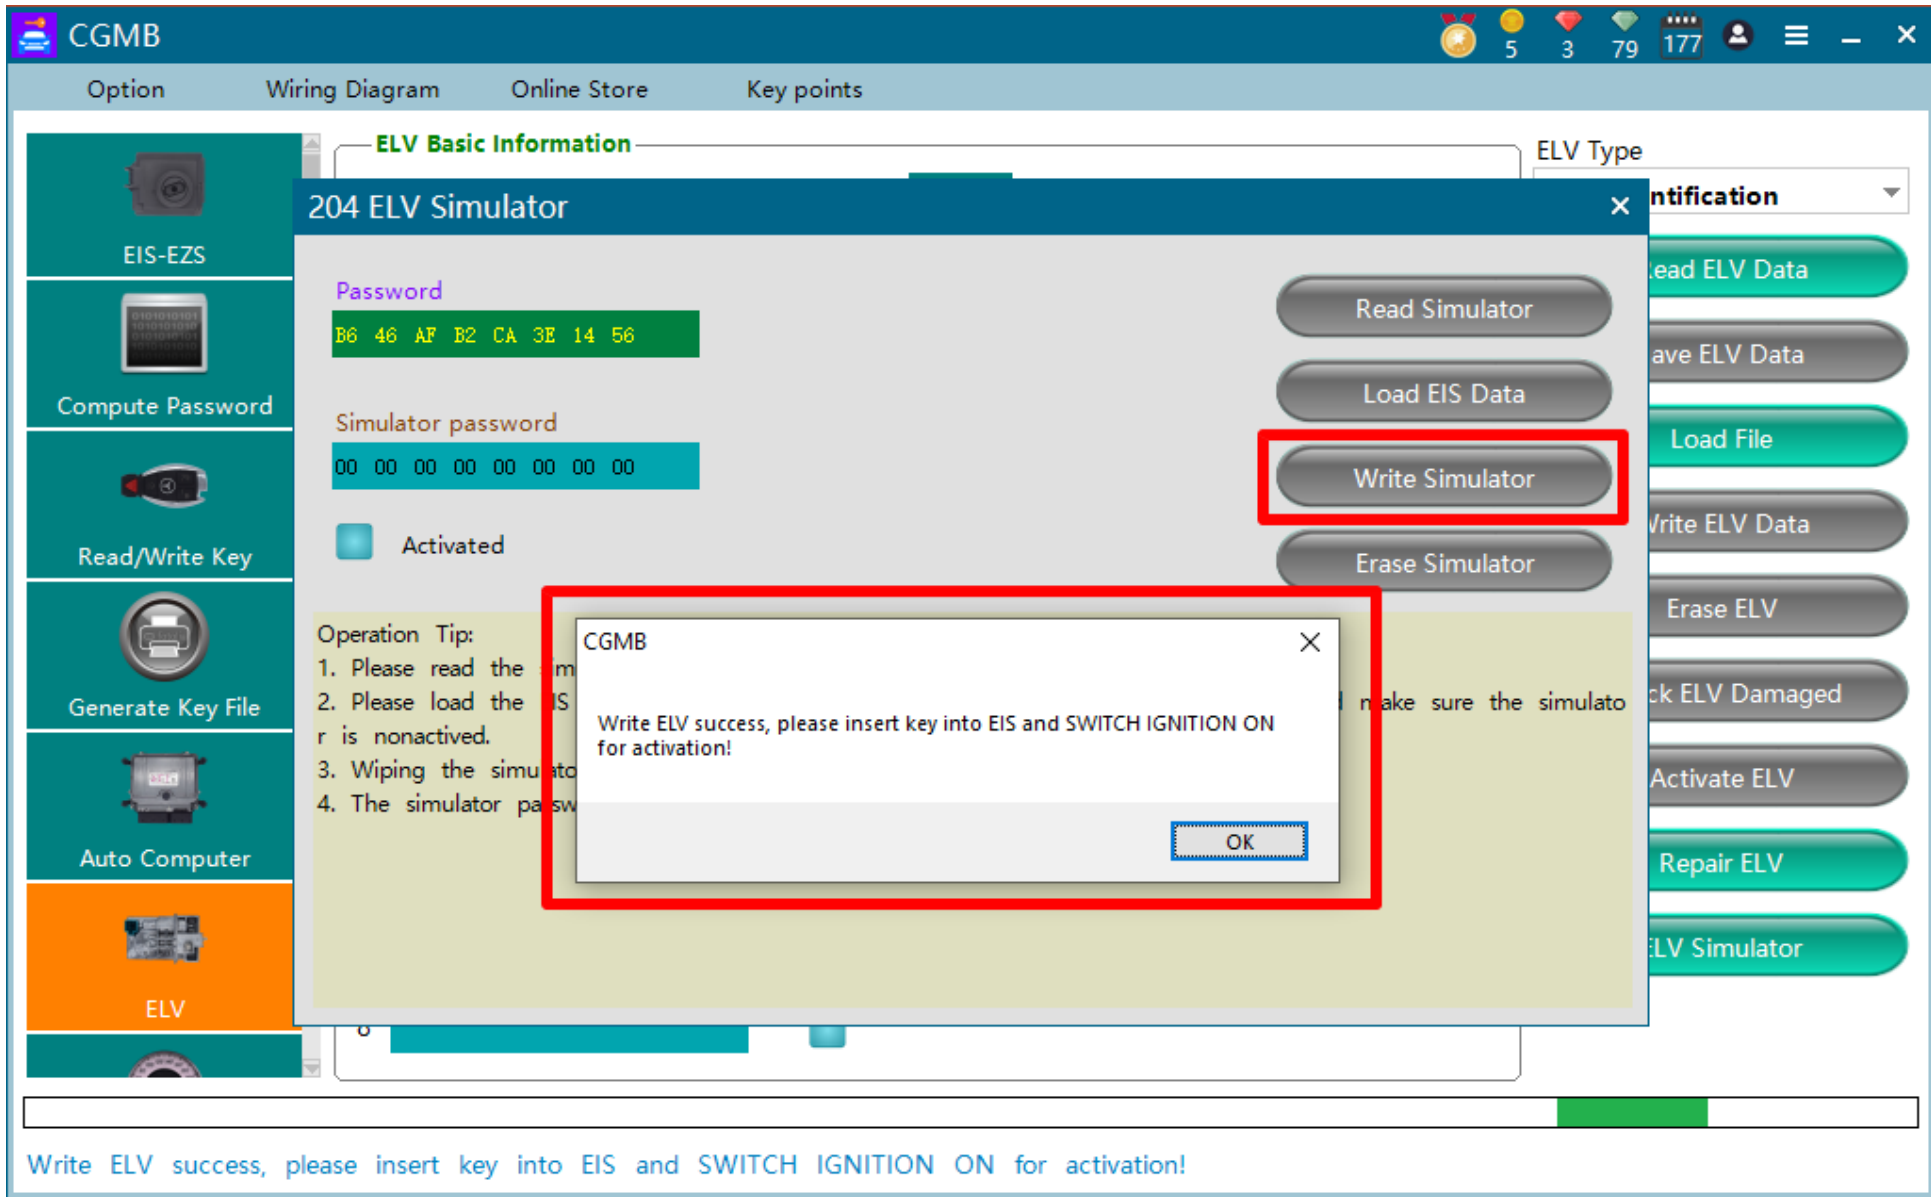 CGMB
5 3 79 177
Option Wiring Diagram Online Store Key points
ELV Basic Information
ELV Type
ntification
204 ELV Simulator
EIS-EZS
Compute Password
Read/Write Key
Generate Key File
Auto Computer
ELV
Password
B6 46 AF B2 CA 3E 14 56
Simulator password
00 00 00 00 00 00 00 00
Activated
Read Simulator
Load EIS Data
Write Simulator
Erase Simulator
Operation Tip:
1. Please read the sim
2. Please load the IS make sure the simulato
r is nonactived.
3. Wiping the simulato
4. The simulator passw
CGMB
Write ELV success, please insert key into EIS and SWITCH IGNITION ON
for activation!
OK
ead ELV Data
ave ELV Data
Load File
Write ELV Data
Erase ELV
ck ELV Damaged
Activate ELV
Repair ELV
ELV Simulator
Write ELV success, please insert key into EIS and SWITCH IGNITION ON for activation!